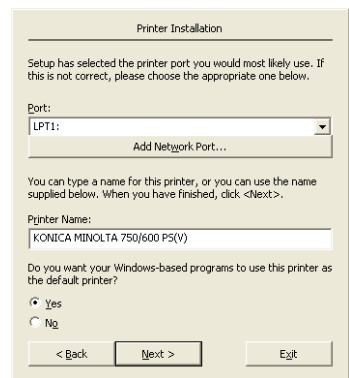 Printer Installation
Setup has selected the printer port you would most likely use. If
this is not correct, please choose the appropriate one below.
Port:
LPT1:
Add Network Port...
You can type a name for this printer, or you can use the name
supplied below. When you have finished, click <Next>.
Printer Name:
KONICA MINOLTA 750/600 PS(V)
Do you want your Windows-based programs to use this printer as
the default printer?
Yes
No
< Back
Next >
Exit